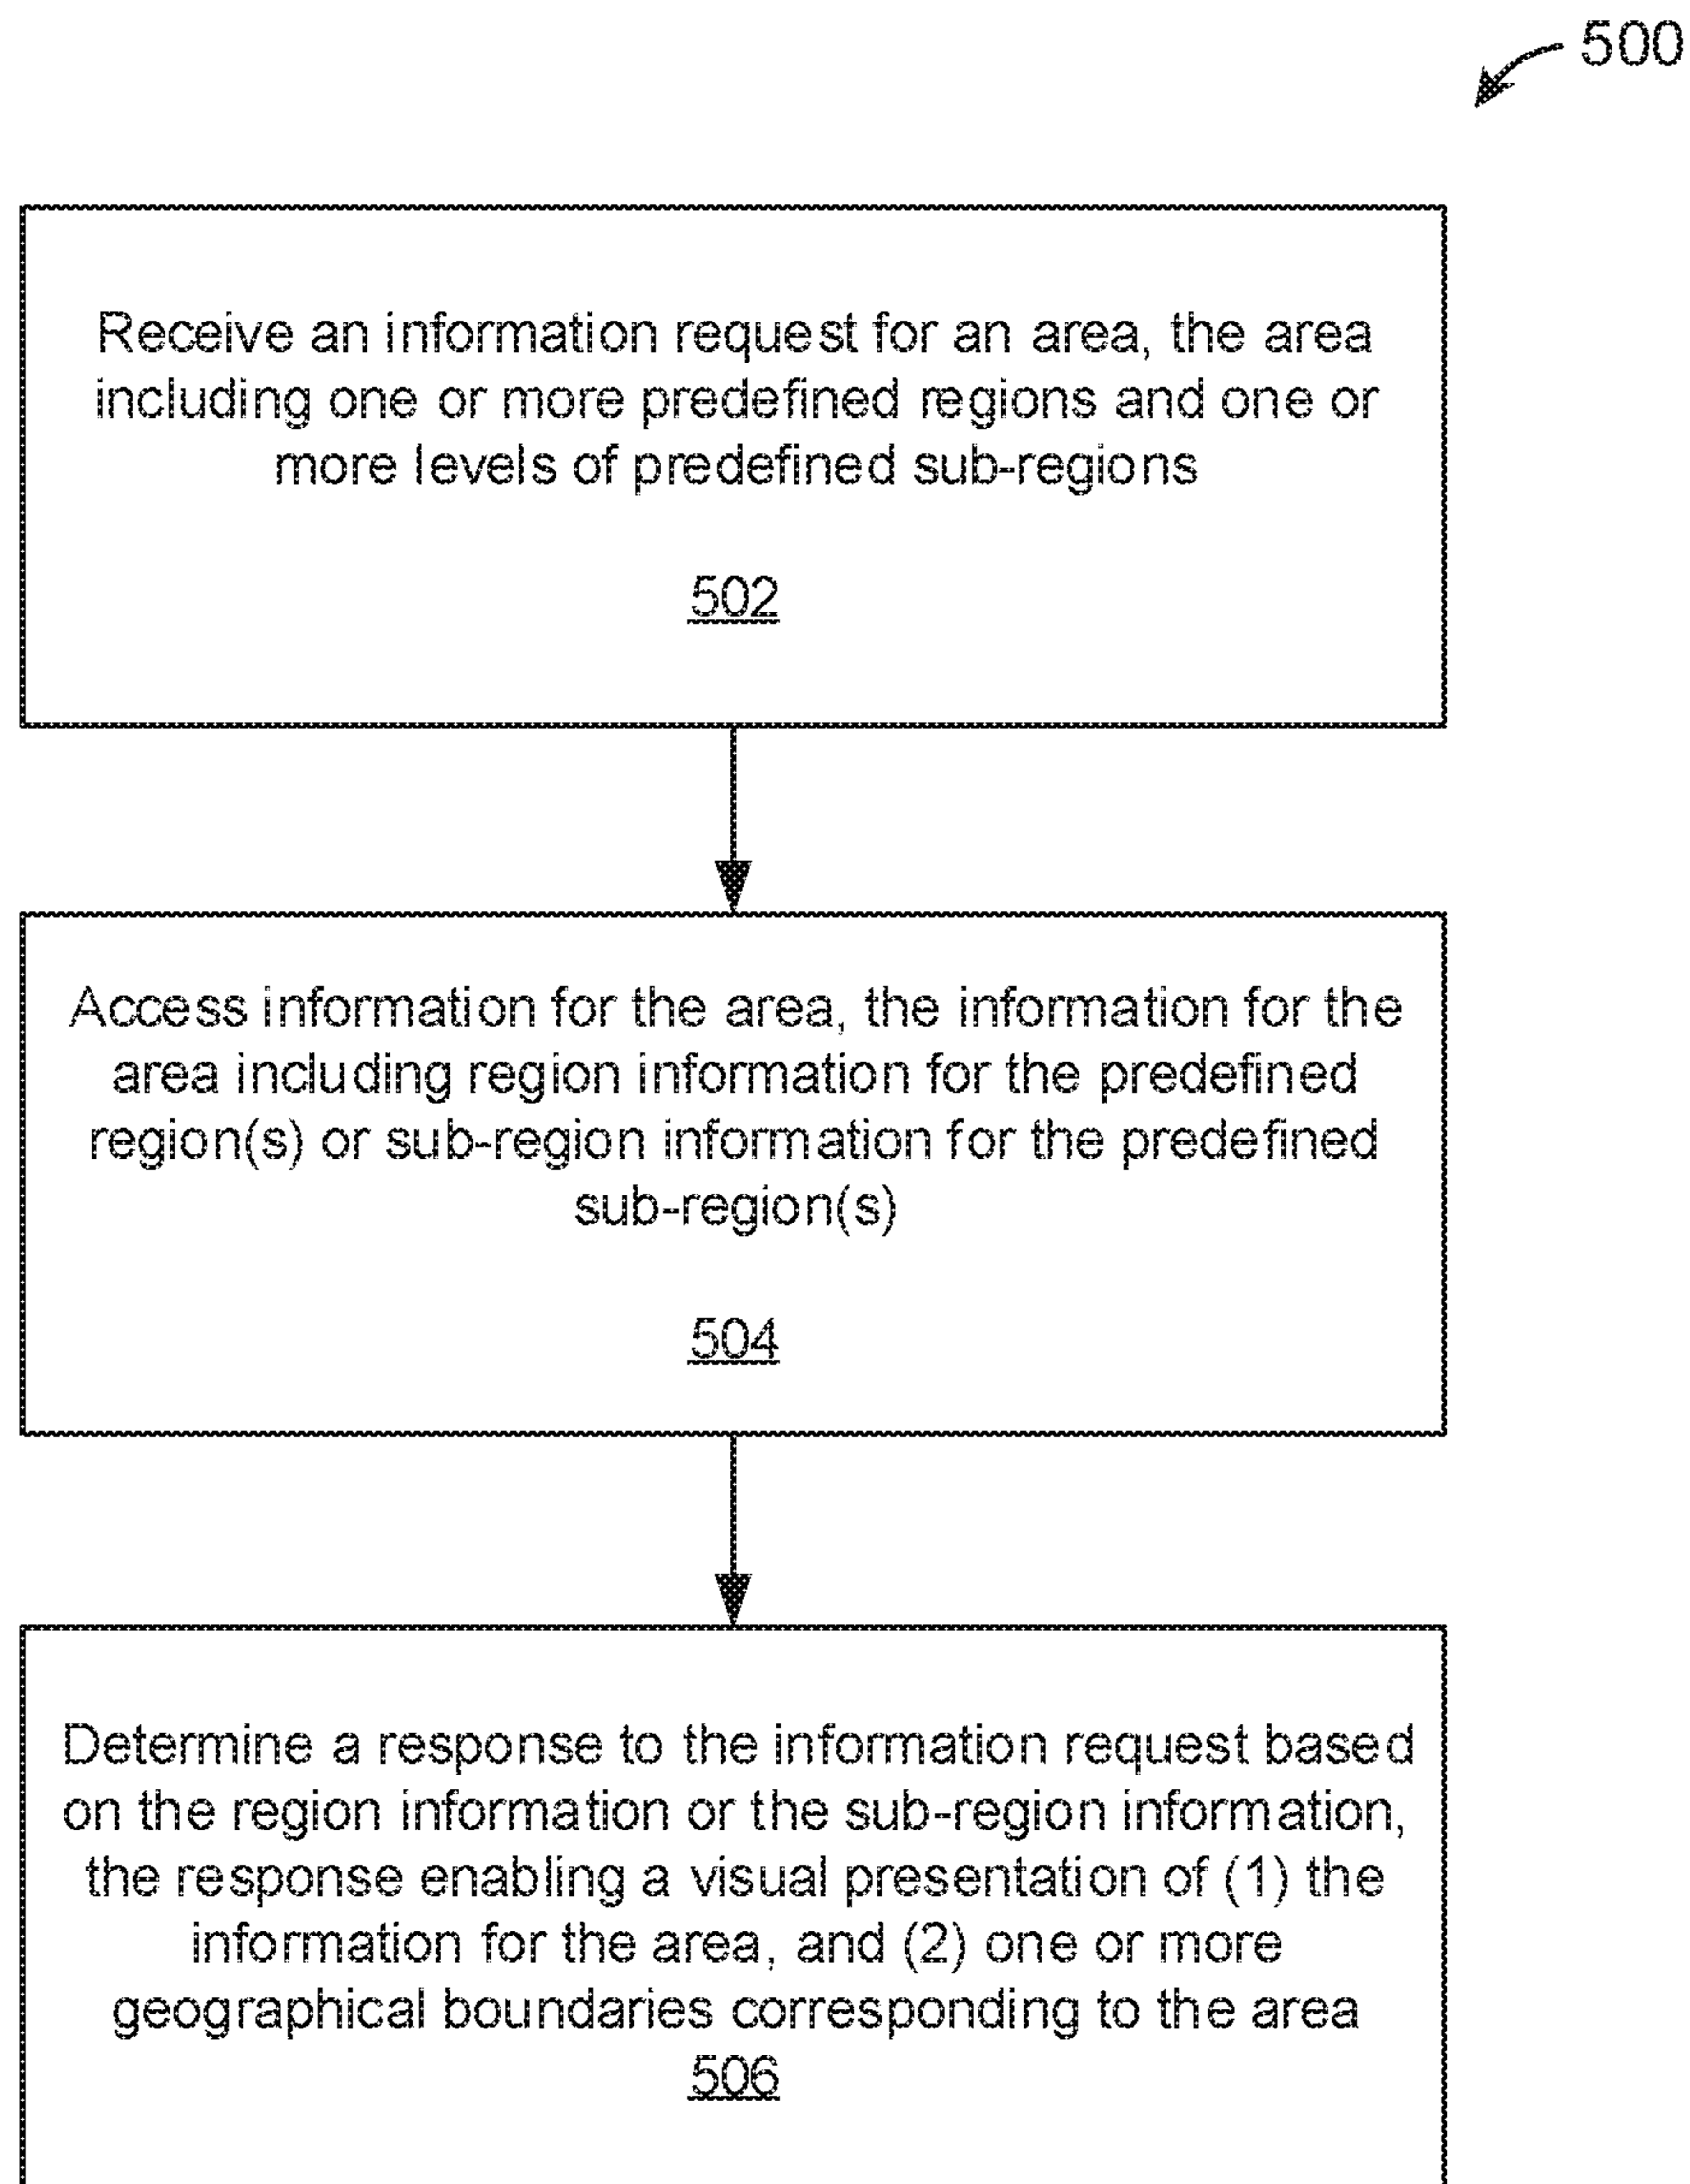 500
Receive an information request for an area, the area
including one or more predefined regions and one or
more levels of predefined sub-regions
502
Access information for the area, the information for the
area including region information for the predefined
region(s) or sub-region information for the predefined
sub-region(s)
504
Determine a response to the information request based
on the region information or the sub-region information,
the response enabling a visual presentation of (1) the
information for the area, and (2) one or more
geographical boundaries corresponding to the area
506